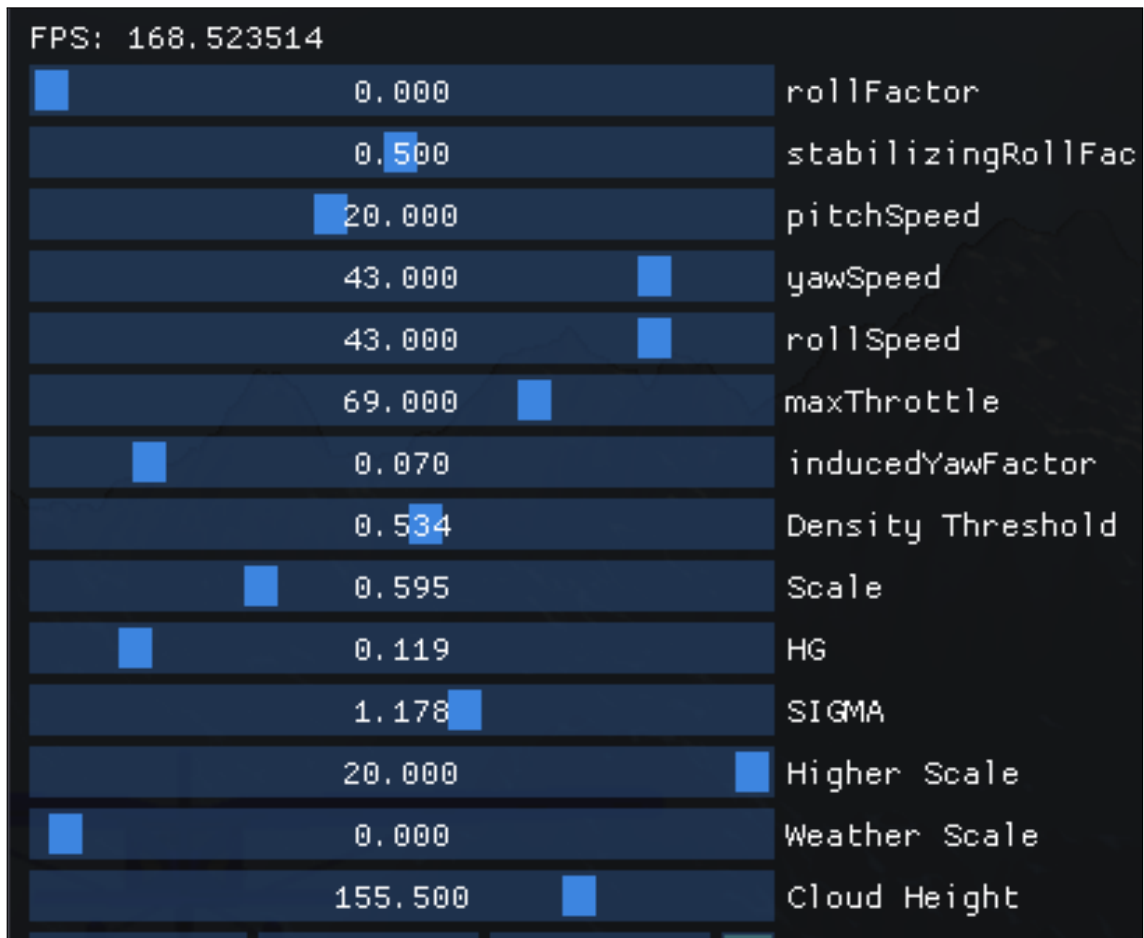 FPS: 168.523514
0.000 rollFactor
0.500 stabilizingRollFac
20.000 pitchSpeed
43.000 yawSpeed
43.000 rollSpeed
69.000 maxThrottle
0.070 inducedYawFactor
0.534 Density Threshold
0.595 Scale
0.119 HG
1.178 SIGMA
20.000 Higher Scale
0.000 Weather Scale
155.500 Cloud Height